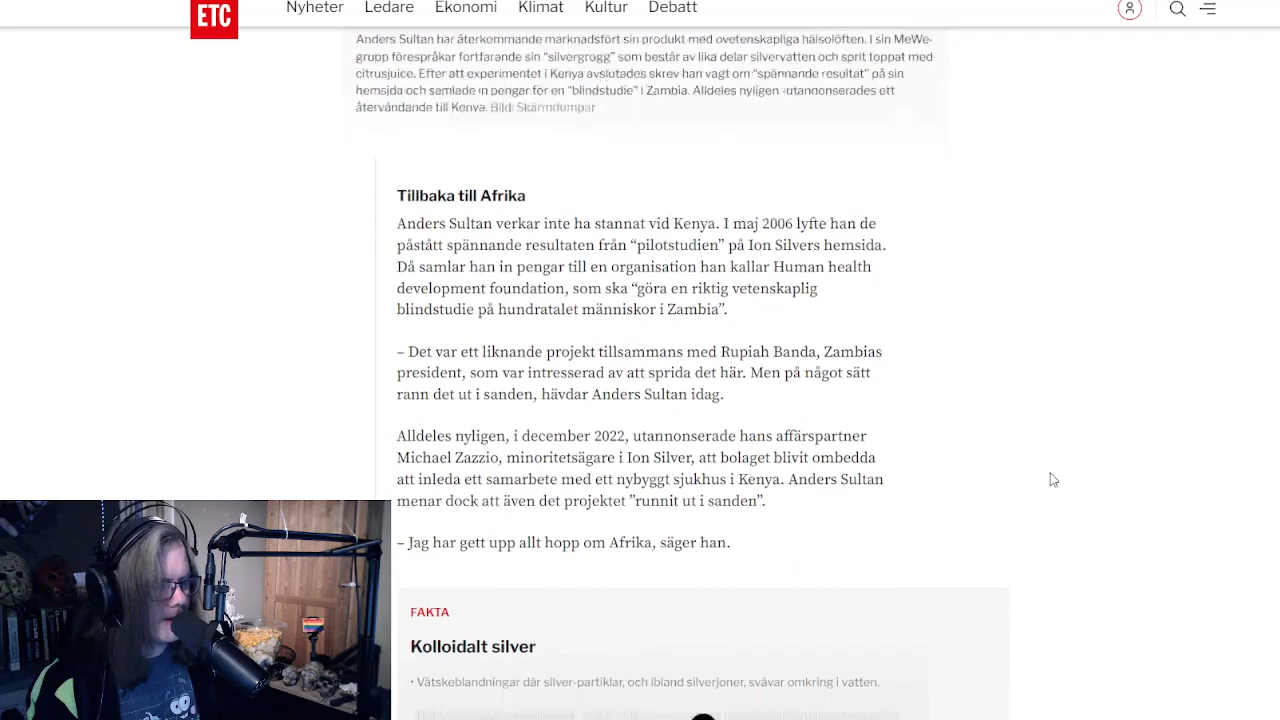 ETC
Nyheter Ledare Ekonomi Klimat Kultur Debatt
Anders Sultan har återkommande marknadsfört sin produkt med ovetenskapliga hälsolöften. I sin MeWe-
grupp förespråkar fortfarande sin “silvergrogg” som består av lika delar silvervatten och sprit toppat med
citrusjuice. Efter att experimentet i Kenya avslutades skrev han vagt om “spännande resultat” på sin
hemsida och samlade in pengar för en “blindstudie” i Zambia. Alldeles nyligen utannonserades ett
återvändande till Kenya. Bild Skärmdumpar
Tillbaka till Afrika
Anders Sultan verkar inte ha stannat vid Kenya. I maj 2006 lyfte han de
påstått spännande resultaten från “pilotstudien” på Ion Silvers hemsida.
Då samlar han in pengar till en organisation han kallar Human health
development foundation, som ska “göra en riktig vetenskaplig
blindstudie på hundratalet människor i Zambia”.
– Det var ett liknande projekt tillsammans med Rupiah Banda, Zambias
president, som var intresserad av att sprida det här. Men på något sätt
rann det ut i sanden, hävdar Anders Sultan idag.
Alldeles nyligen, i december 2022, utannonserade hans affärspartner
Michael Zazzio, minoritetsägare i Ion Silver, att bolaget blivit ombedda
att inleda ett samarbete med ett nybyggt sjukhus i Kenya. Anders Sultan
menar dock att även det projektet ”runnit ut i sanden”.
– Jag har gett upp allt hopp om Afrika, säger han.
FAKTA
Kolloidalt silver
• Vätskeblandningar där silver-partiklar, och ibland silverjoner, svävar omkring i vatten.